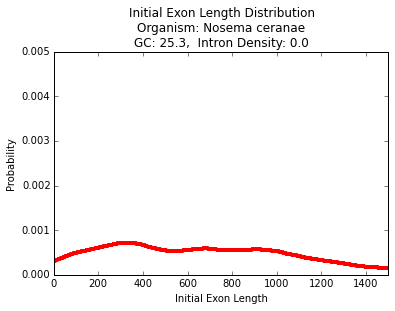 Initial Exon Length Distribution
Organism: Nosema ceranae
GC: 25.3,  Intron Density: 0.0
0.005
0.004
0.003
0.002
0.001
0.000
Probability
0 200 400 600 800 1000 1200 1400
Initial Exon Length